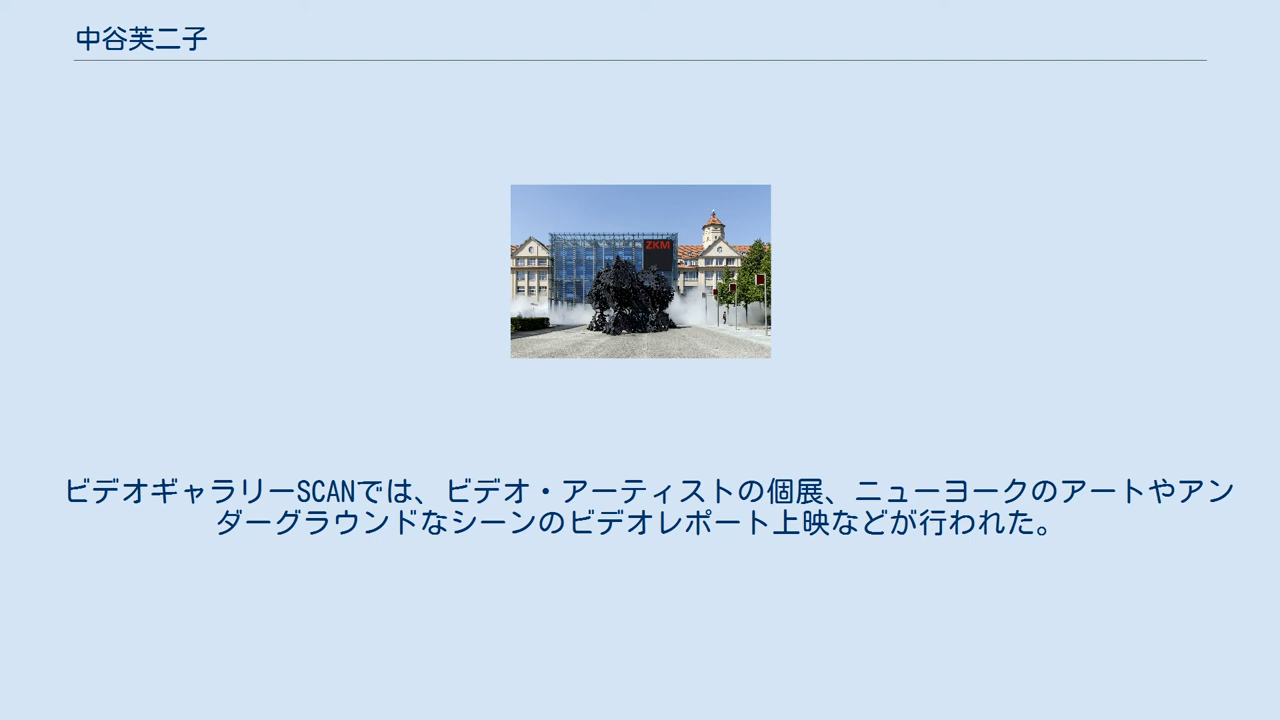 中谷芙二子
ZKM
ビデオギャラリーSCANでは、ビデオ・アーティストの個展、ニューヨークのアートやアン
ダーグラウンドなシーンのビデオレポート上映などが行われた。